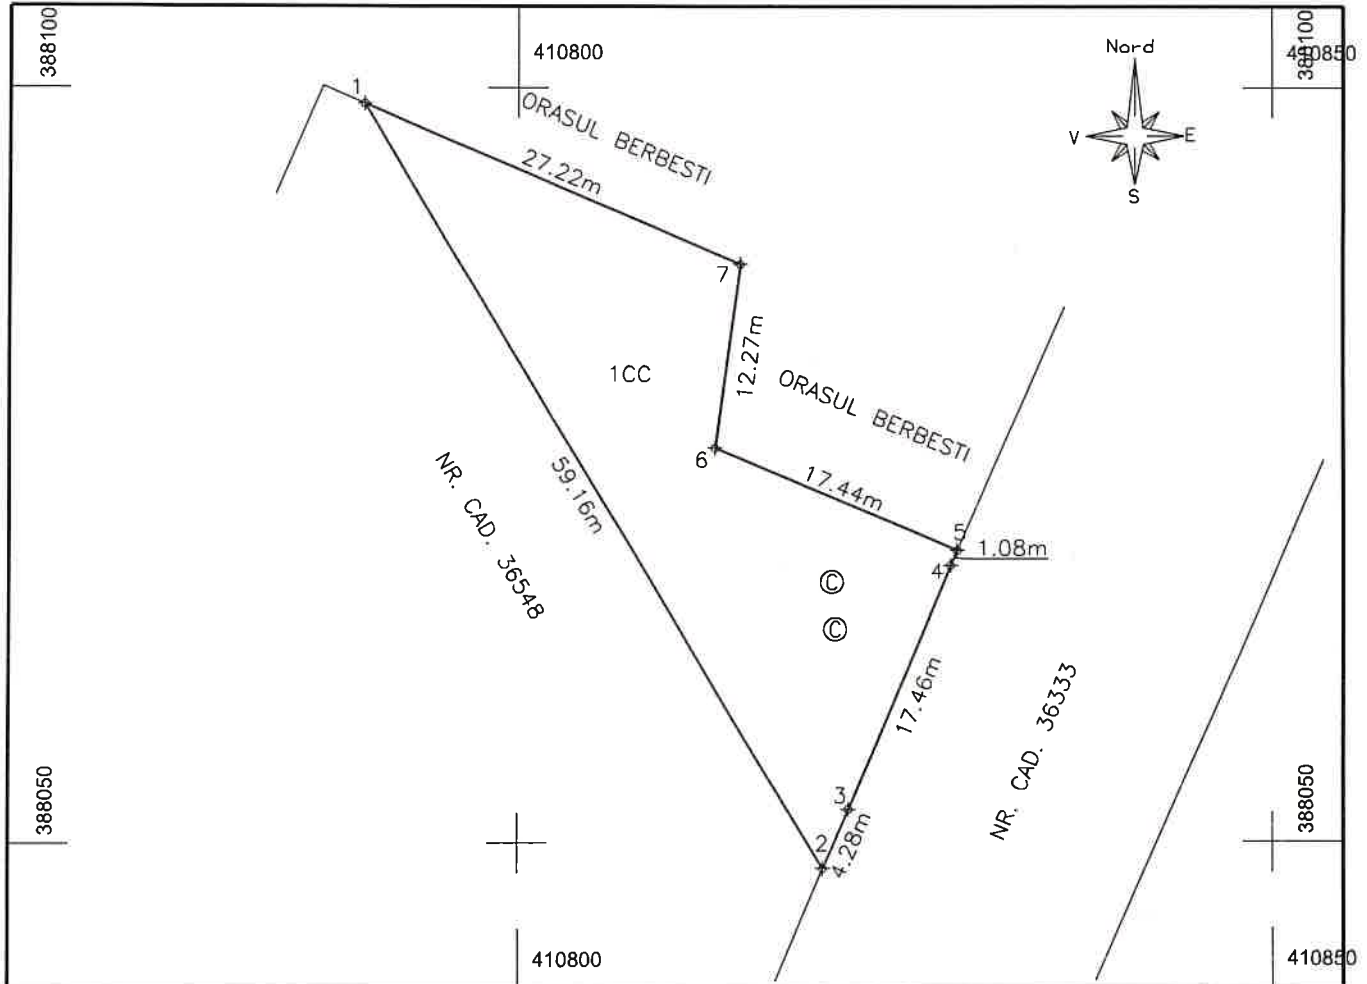 388100
410800
388100
410850
Nord
V
E
S
1
ORASUL BERBESTI
27.22m
7
12.27m
1CC
ORASUL BERBESTI
6
17.44m
59.16m
NR. CAD. 36548
5
1.08m
4
©
©
17.46m
NR. CAD. 36333
3
4.28m
2
388050
388050
410800
410850